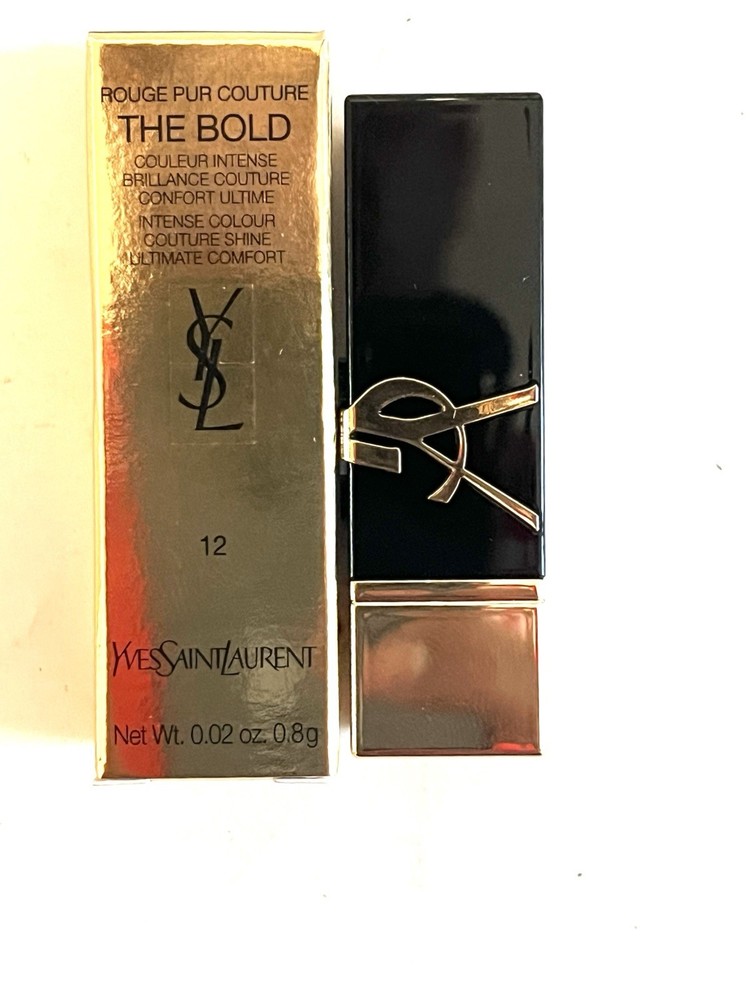 ROUGE PUR COUTURE
THE BOLD
COULEUR INTENSE
BRILLANCE COUTURE
CONFORT ULTIME
INTENSE COLOUR
COUTURE SHINE
ULTIMATE COMFORT
YSL
12
YVESSAINTLAURENT
Net Wt. 0.02 oz. 0.8g